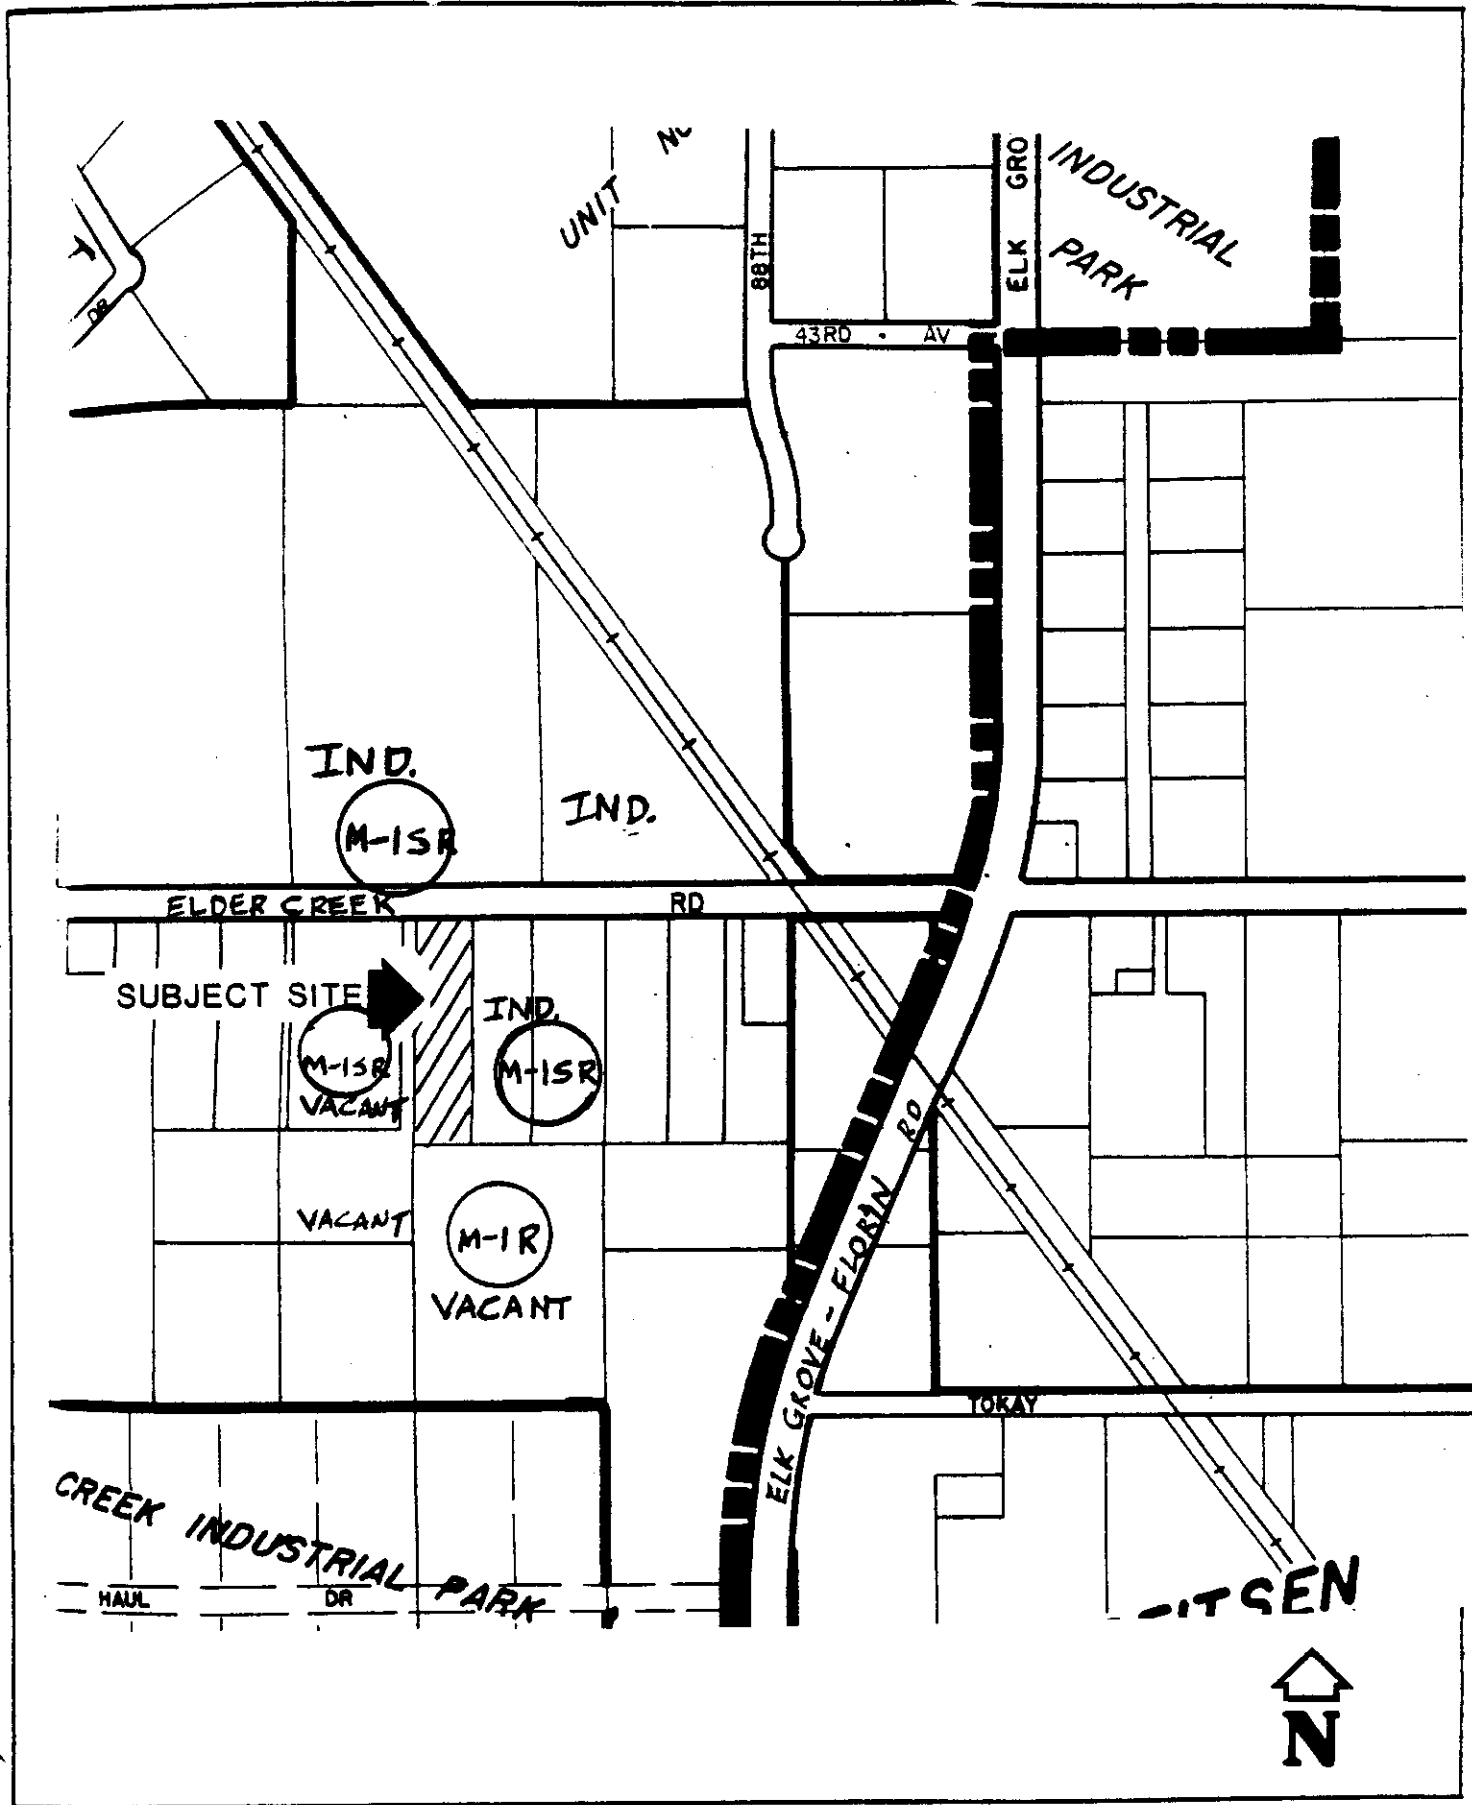 UNIT
88TH
ELK GRO
INDUSTRIAL
PARK
DR
43RD · AV
IND.
M-1SR
IND.
ELDER CREEK RD
SUBJECT SITE
IND.
M-1SR
M-1SR
VACANT
VACANT
M-1R
VACANT
ELK GROVE - FLORIN RD
TOKAY
CREEK INDUSTRIAL PARK
HAUL DR
N